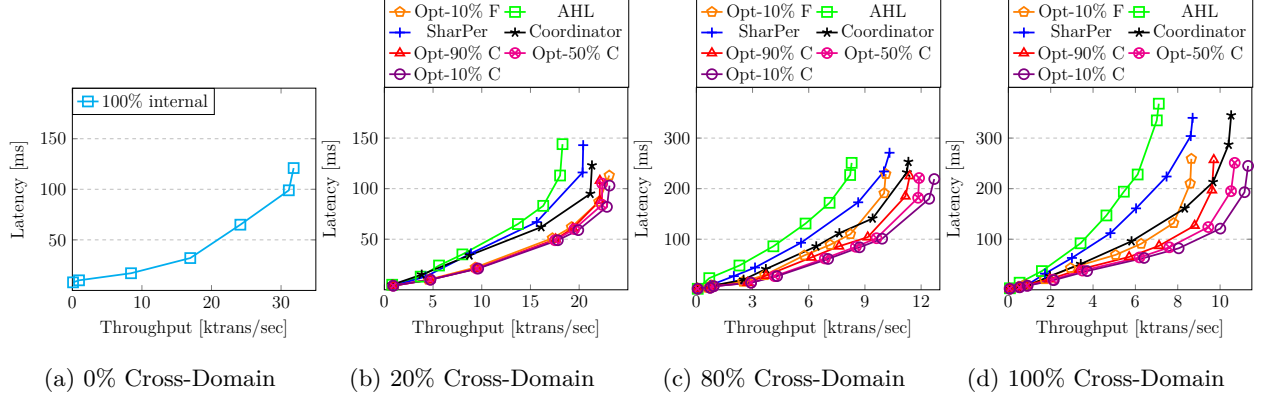 100% internal
Latency [ms]
150
100
50
0
10
20
30
Throughput [ktrans/sec]
(a) 0% Cross-Domain
Opt-10% F
AHL
SharPer
Coordinator
Opt-90% C
Opt-50% C
Opt-10% C
Latency [ms]
150
100
50
0
5
10
15
20
Throughput [ktrans/sec]
(b) 20% Cross-Domain
Opt-10% F
AHL
SharPer
Coordinator
Opt-90% C
Opt-50% C
Opt-10% C
Latency [ms]
300
200
100
0
3
6
9
12
Throughput [ktrans/sec]
(c) 80% Cross-Domain
Opt-10% F
AHL
SharPer
Coordinator
Opt-90% C
Opt-50% C
Opt-10% C
Latency [ms]
300
200
100
0
2
4
6
8
10
Throughput [ktrans/sec]
(d) 100% Cross-Domain